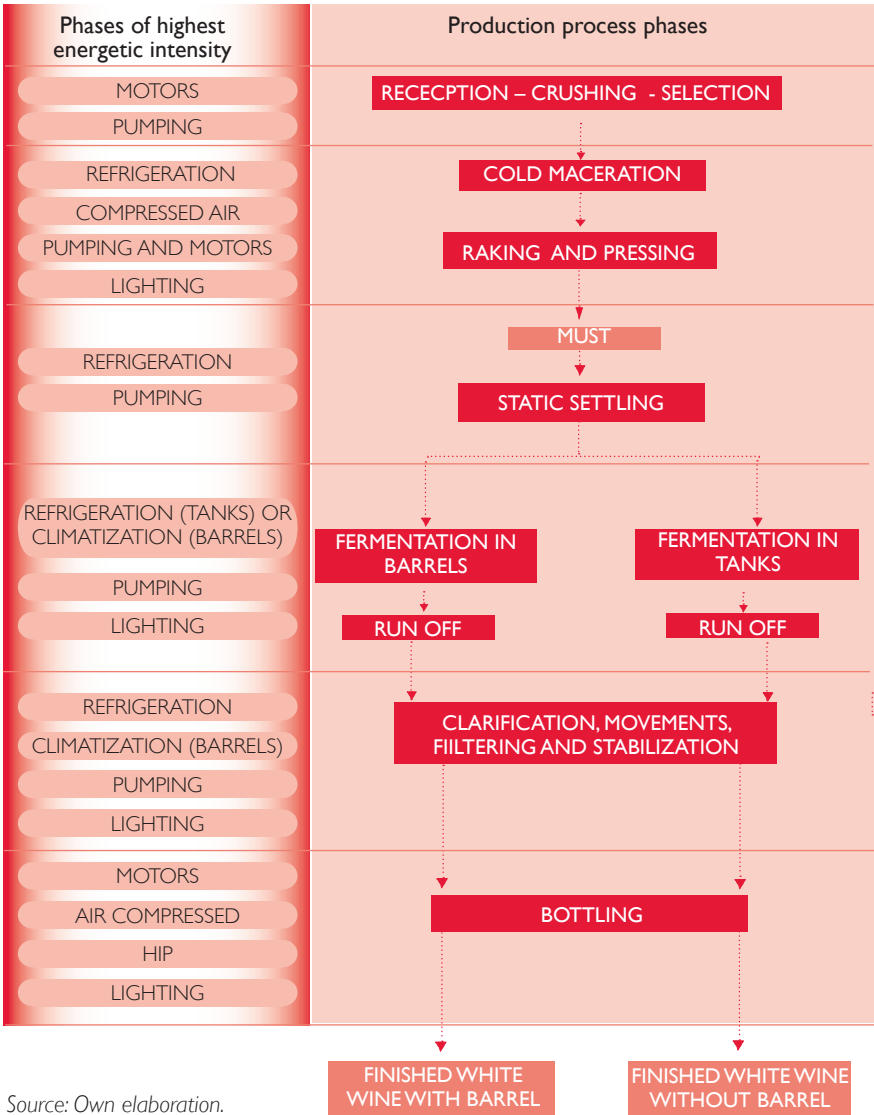 Phases of highest
energetic intensity
Production process phases
MOTORS
PUMPING
RECECPTION – CRUSHING - SELECTION
REFRIGERATION
COMPRESSED AIR
PUMPING AND MOTORS
LIGHTING
COLD MACERATION
RAKING AND PRESSING
REFRIGERATION
PUMPING
MUST
STATIC SETTLING
REFRIGERATION (TANKS) OR
CLIMATIZATION (BARRELS)
PUMPING
LIGHTING
FERMENTATION IN
BARRELS
RUN OFF
FERMENTATION IN
TANKS
RUN OFF
REFRIGERATION
CLIMATIZATION (BARRELS)
PUMPING
LIGHTING
CLARIFICATION, MOVEMENTS,
FIILTERING AND STABILIZATION
MOTORS
AIR COMPRESSED
HIP
LIGHTING
BOTTLING
FINISHED WHITE
WINE WITH BARREL
FINISHED WHITE WINE
WITHOUT BARREL
Source: Own elaboration.